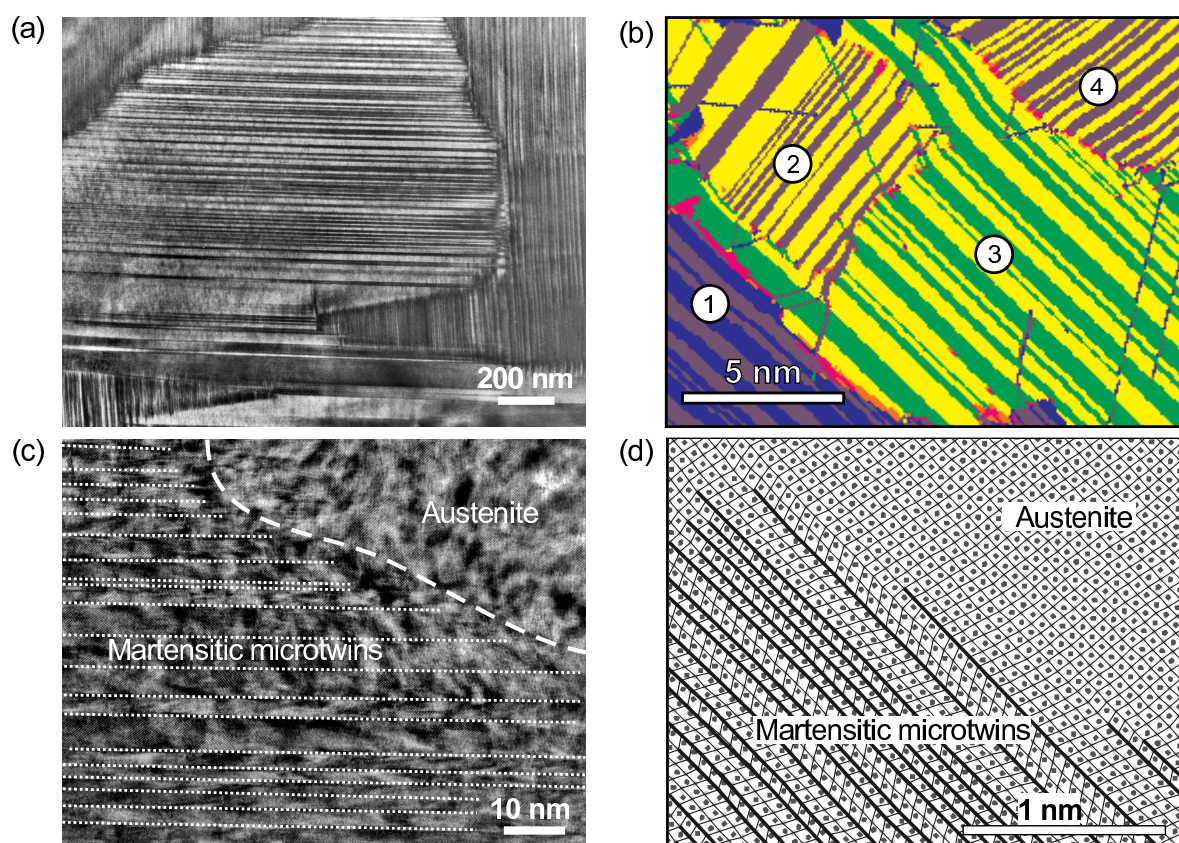 (a)
200 nm
(b)
1
2
3
4
5 nm
(c)
Austenite
Martensitic microtwins
10 nm
(d)
Austenite
Martensitic microtwins
1 nm